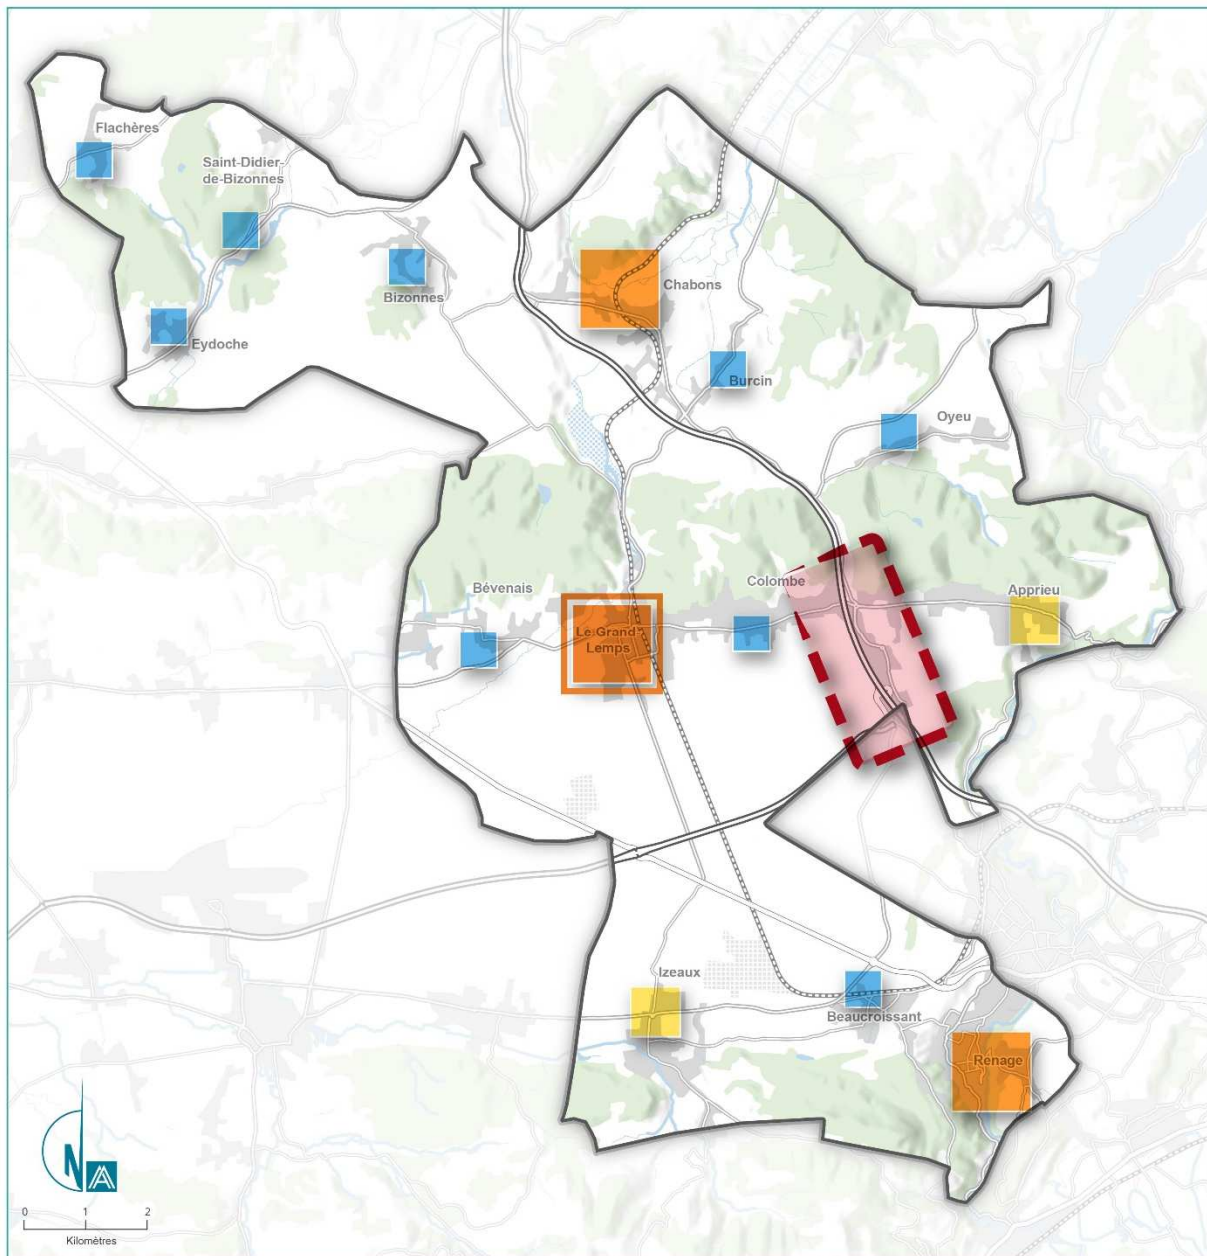 Flachères
Saint-Didier-
de-Bizonnes
Bizonnes
Eydoche
Chabons
Burcin
Oyeu
Bévenais
Colombe
Apprieu
Le Grand-
Lemps
Izeaux
Beaucroissant
Renage
N
0 1 2
Kilomètres